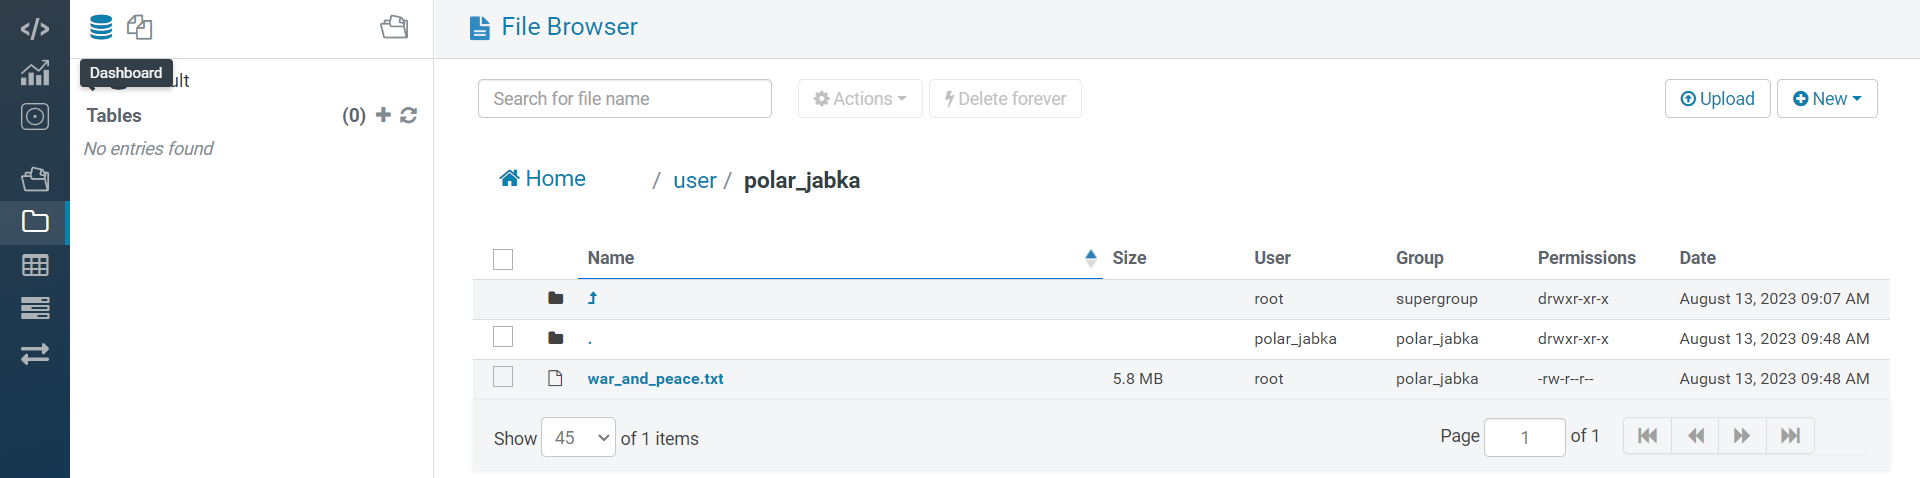 File Browser
Dashboard
ult
Tables (0)
No entries found
Search for file name
Actions
Delete forever
Upload
New
Home / user / polar_jabka
Name Size User Group Permissions Date
root supergroup drwxr-xr-x August 13, 2023 09:07 AM
. polar_jabka polar_jabka drwxr-xr-x August 13, 2023 09:48 AM
war_and_peace.txt 5.8 MB root polar_jabka -rw-r--r-- August 13, 2023 09:48 AM
Show 45 of 1 items Page 1 of 1